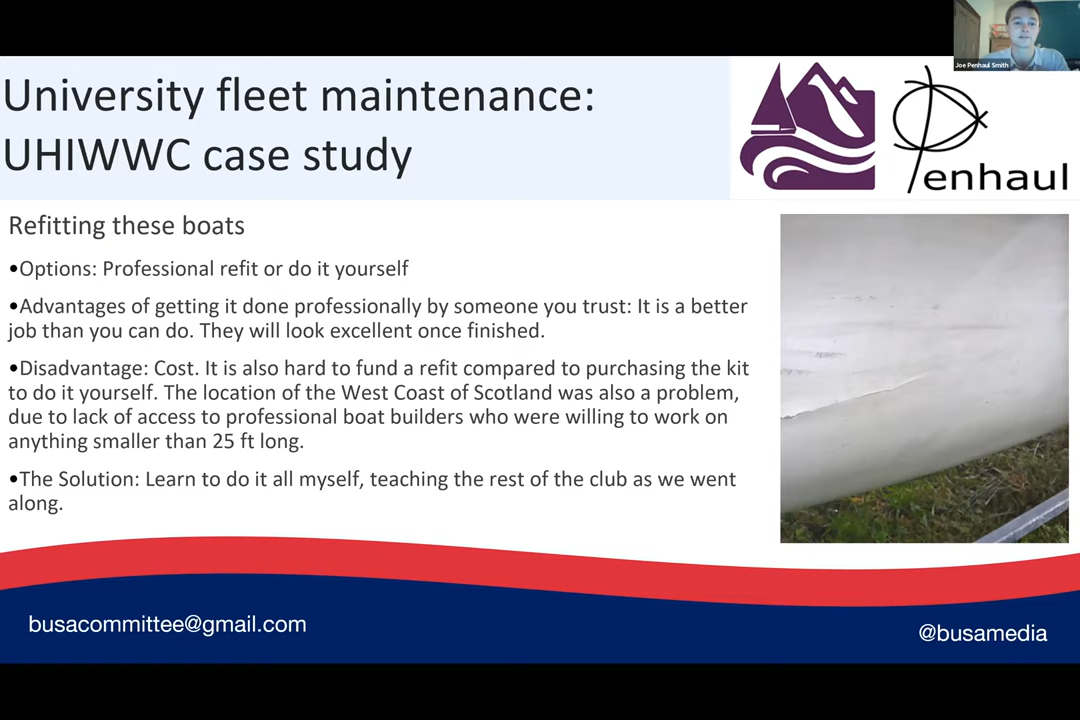 Joe Penhaul Smith
University fleet maintenance:
UHIWWC case study
Penhaul
Refitting these boats
•Options: Professional refit or do it yourself
•Advantages of getting it done professionally by someone you trust: It is a better
job than you can do. They will look excellent once finished.
•Disadvantage: Cost. It is also hard to fund a refit compared to purchasing the kit
to do it yourself. The location of the West Coast of Scotland was also a problem,
due to lack of access to professional boat builders who were willing to work on
anything smaller than 25 ft long.
•The Solution: Learn to do it all myself, teaching the rest of the club as we went
along.
busacommittee@gmail.com
@busamedia